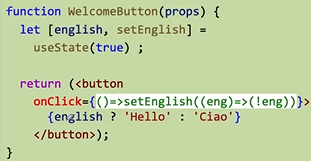 function WelcomeButton(props) {
let [english, setEnglish] =
useState(true) ;
return (<button
onClick={()=>setEnglish((eng)=>(!eng))}>
{english ? 'Hello' : 'Ciao'}
</button>);
}